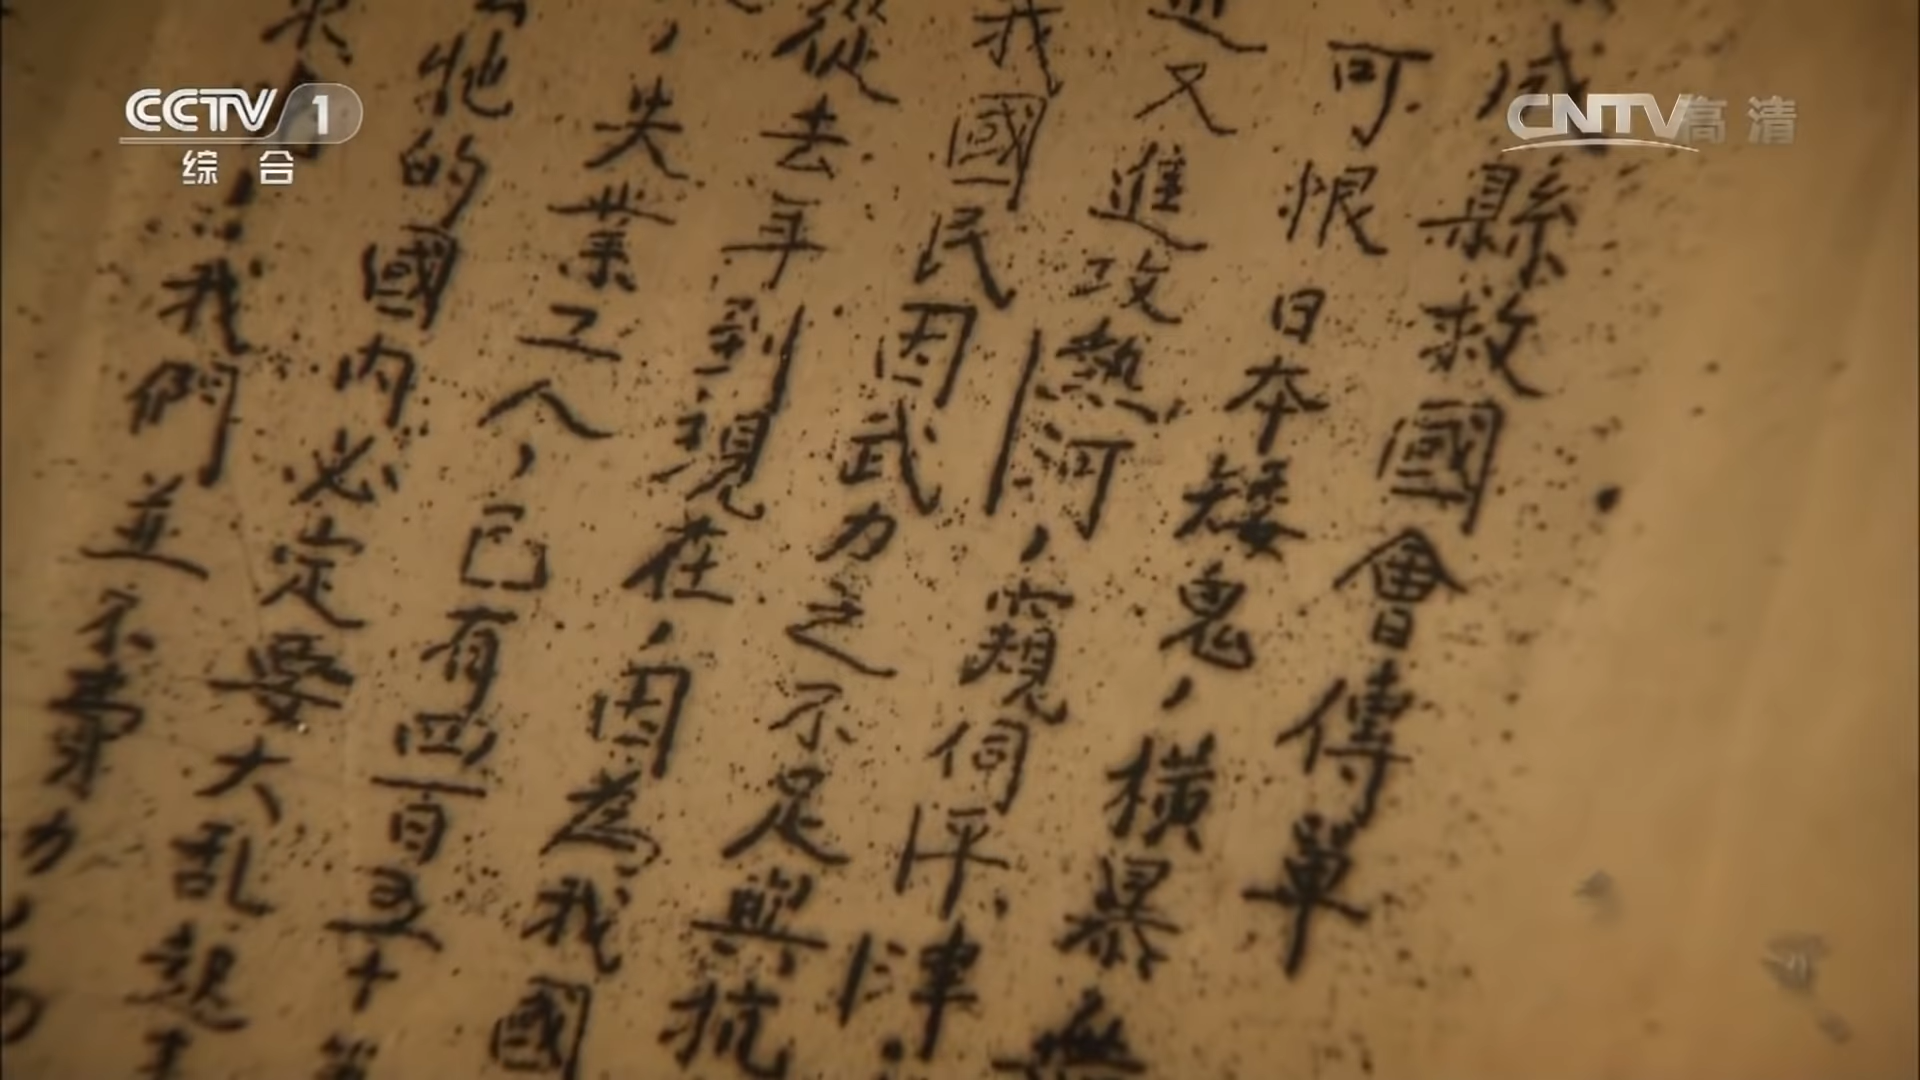 CCTV 1
综合
CNTV高清
威縣救國會傳單
可恨日本矮鬼，橫暴無
又進攻熱河，窺伺平津
我國民因武力之不足與抗
從去年到現在，因為我國
，失業工人，已有四百五十
他的國內必定要大乱起
我們並不費力